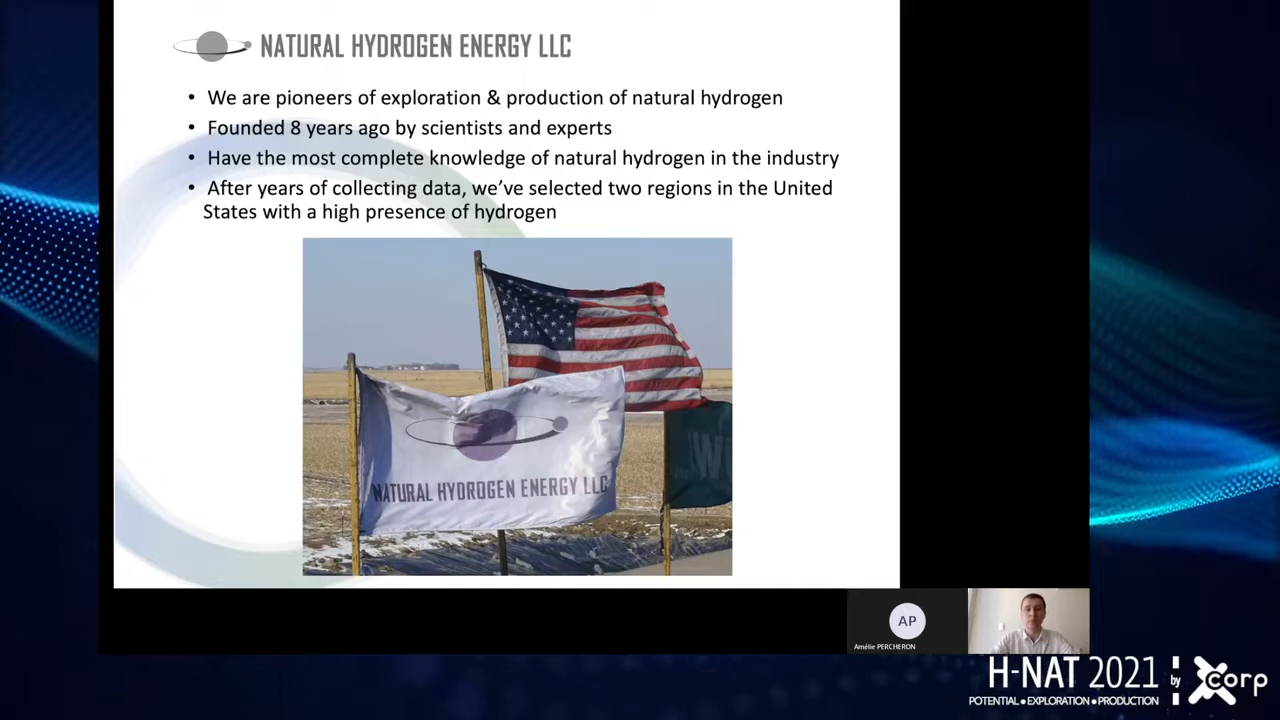 NATURAL HYDROGEN ENERGY LLC
• We are pioneers of exploration & production of natural hydrogen
• Founded 8 years ago by scientists and experts
• Have the most complete knowledge of natural hydrogen in the industry
• After years of collecting data, we've selected two regions in the United
States with a high presence of hydrogen
NATURAL HYDROGEN ENERGY LLC
W
AP
Amélie PERCHERON
H-NAT 2021 by Xcorp
POTENTIAL●EXPLORATION●PRODUCTION